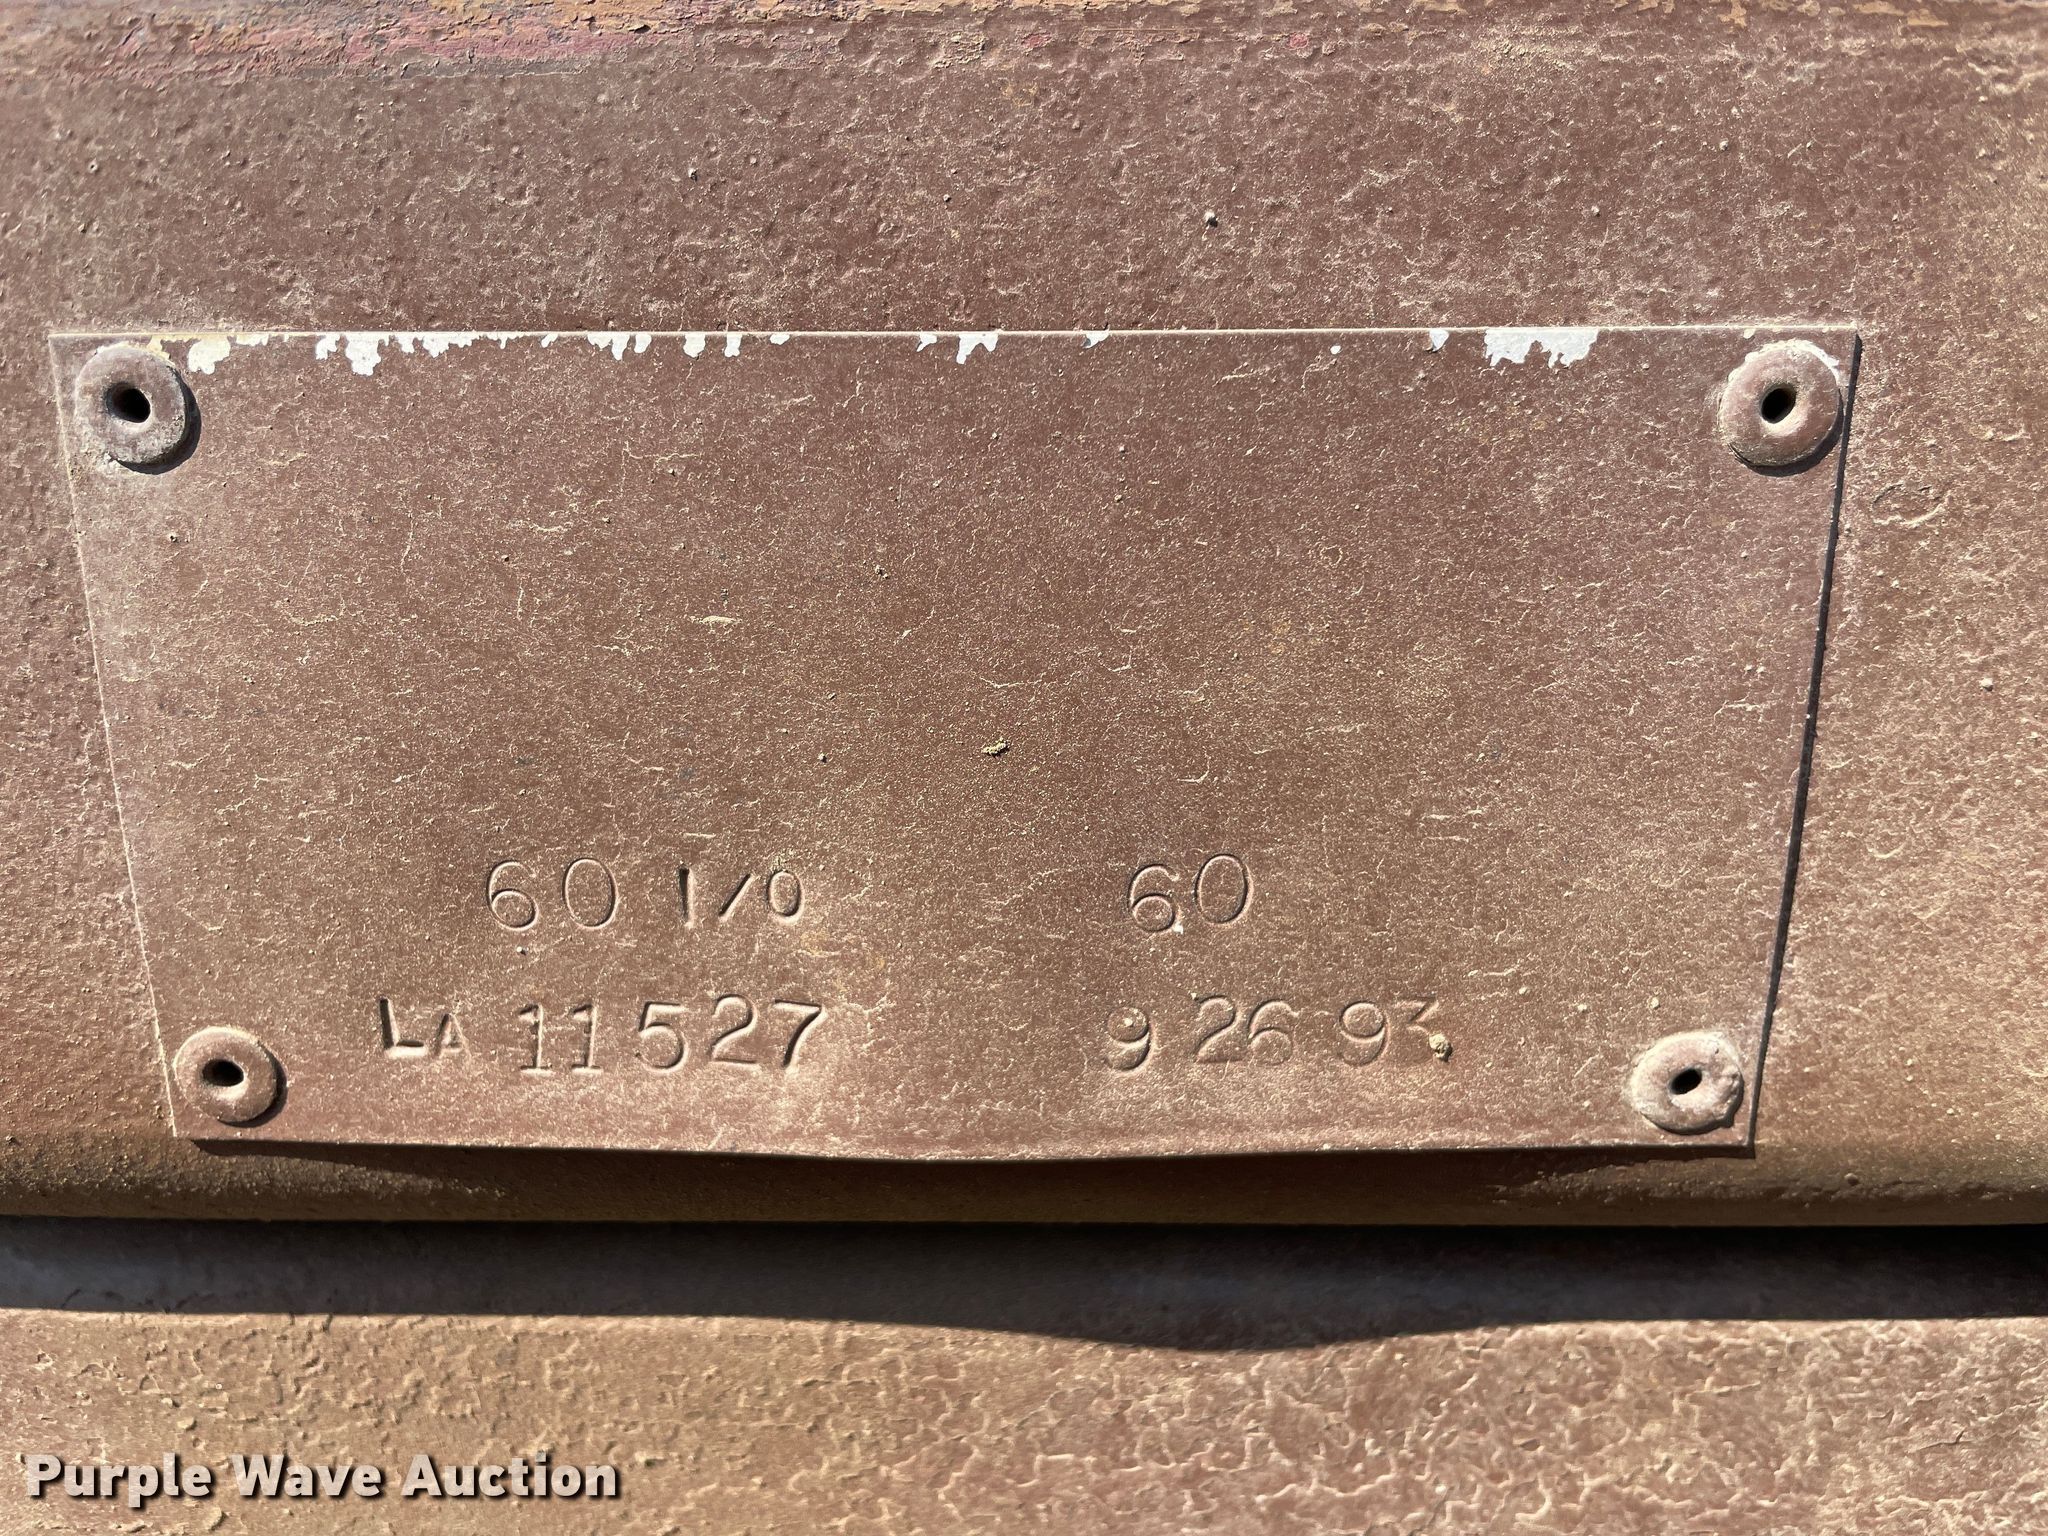 60 I/O 60
LA 11527 9 26 93
Purple Wave Auction